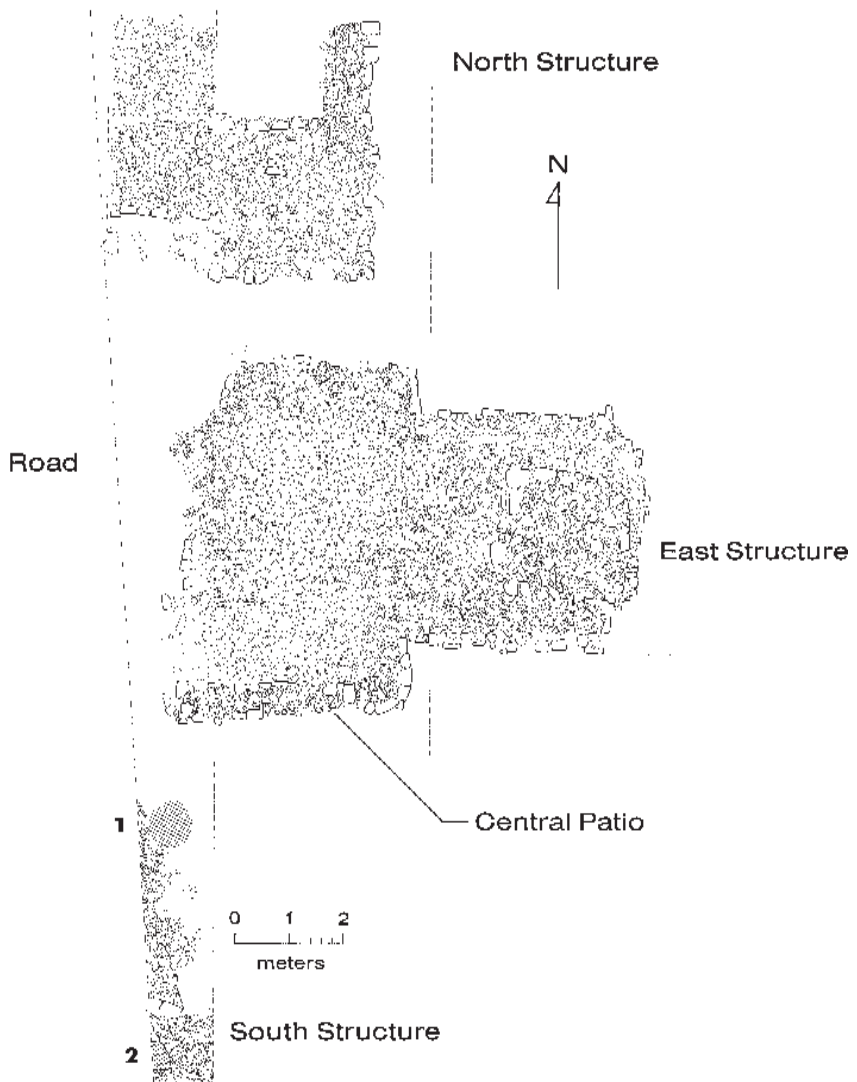 North Structure
N
Road
East Structure
1
Central Patio
0 1 2
meters
South Structure
2